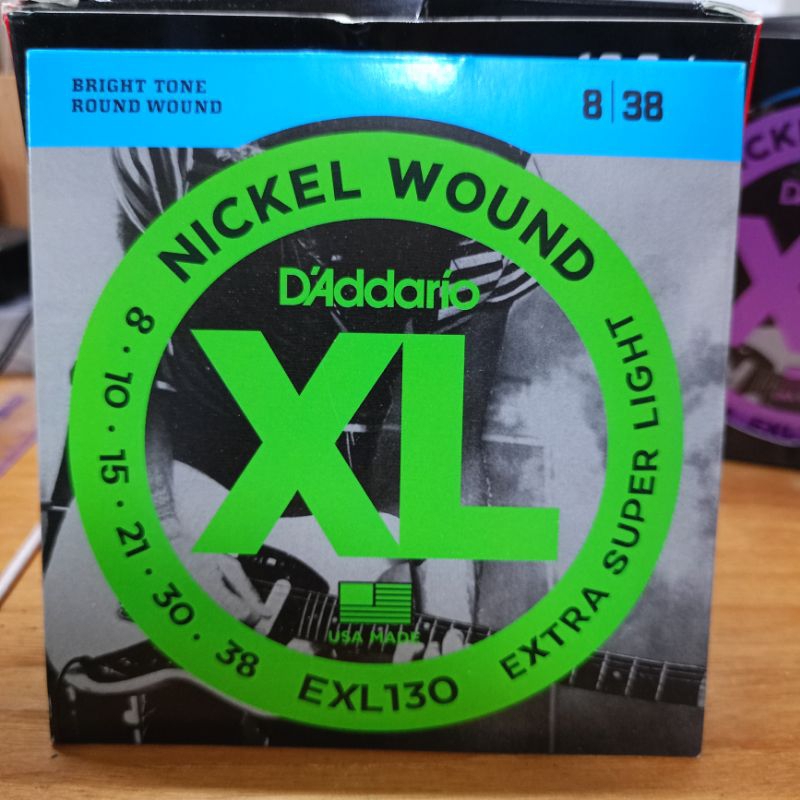 BRIGHT TONE
ROUND WOUND
8|38
NICKEL WOUND
D'Addario
XL
8 · 10 · 15 · 21 · 30 · 38
EXTRA SUPER LIGHT
USA MADE
EXL130